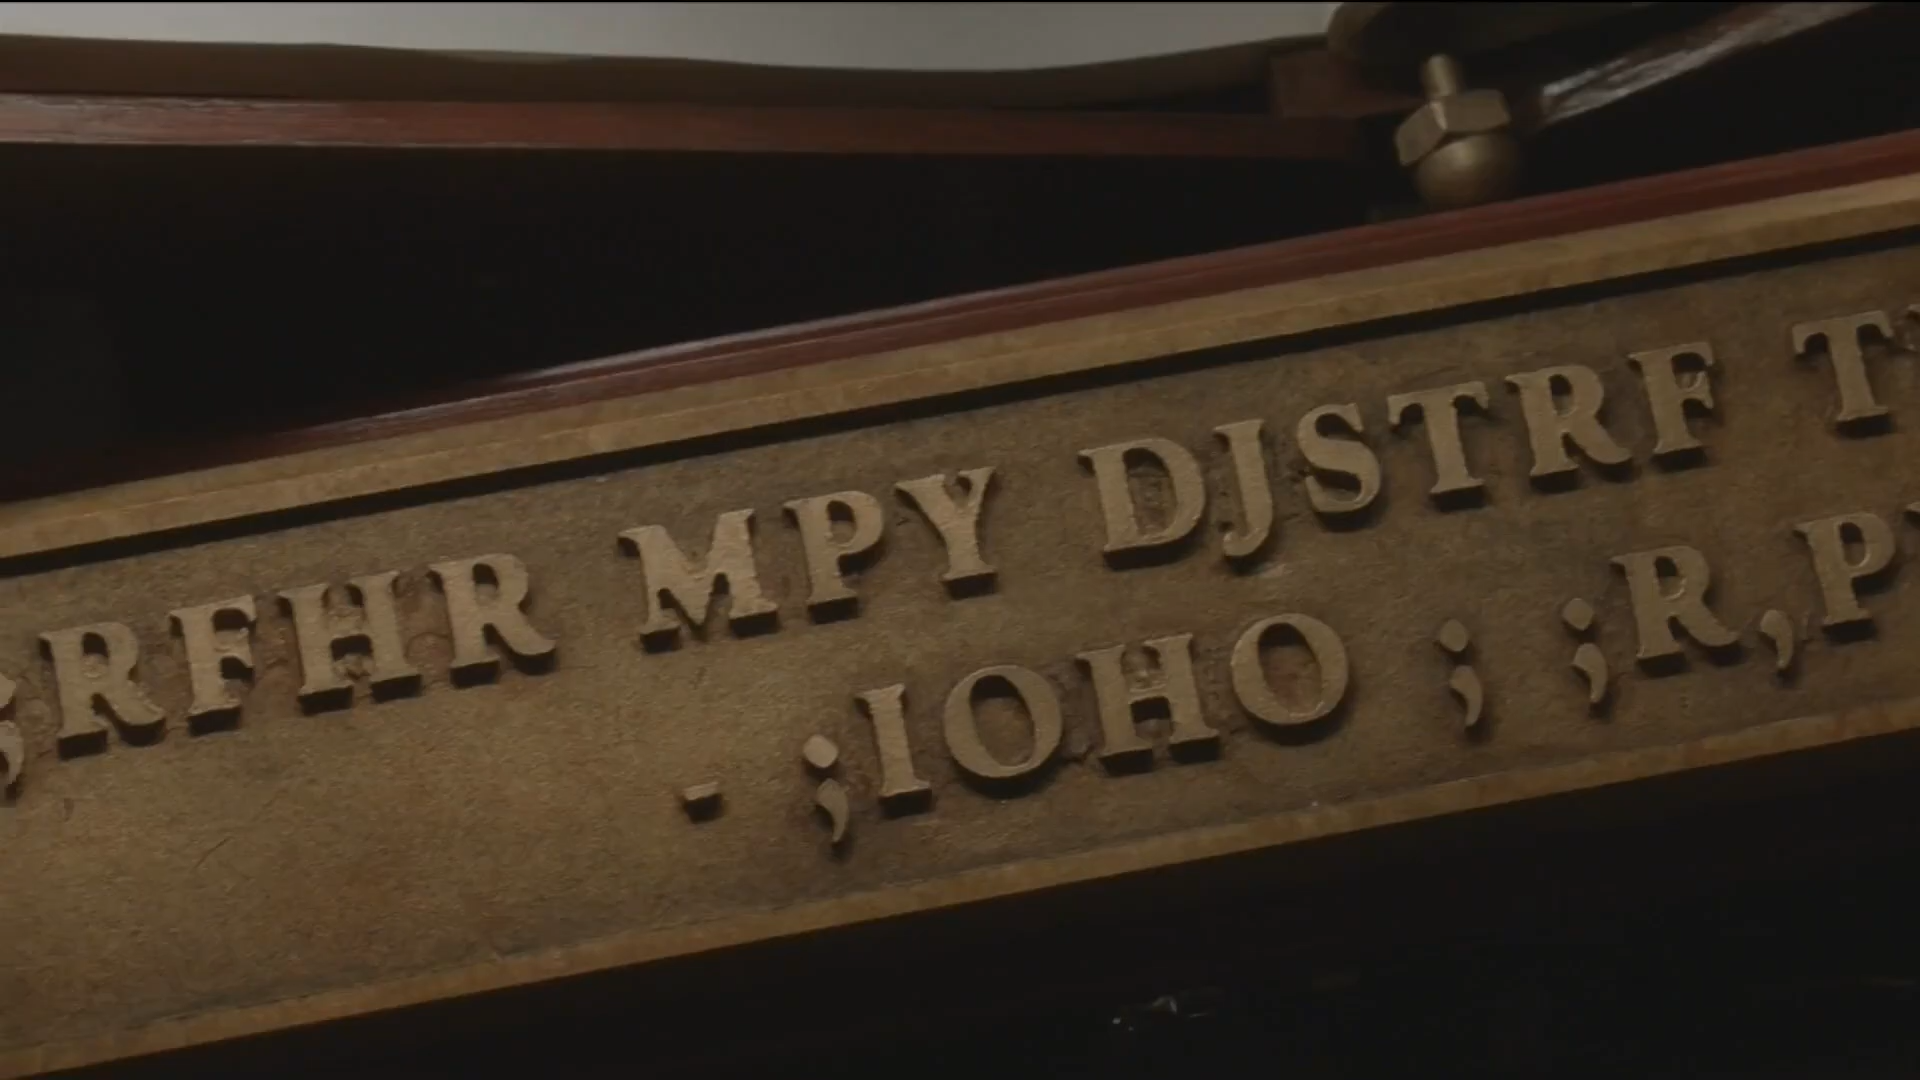 ;RFHR MPY DJSTRF T
- ;IOHO ; ;R,P